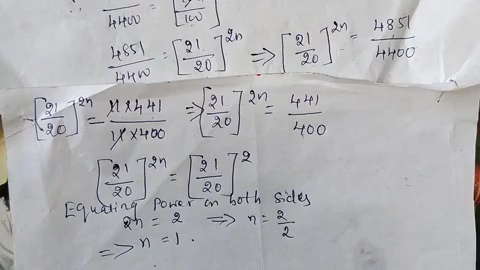 4400
4851/4400 = [21/20]^2n ⟹ [21/20]^2n = 4851/4400
[21/20]^2n = 11×441/11×400 ⟹ [21/20]^2n = 441/400
[21/20]^2n = [21/20]^2
Equating Power on both sides
2n = 2 ⟹ n = 2/2
⟹ n = 1.